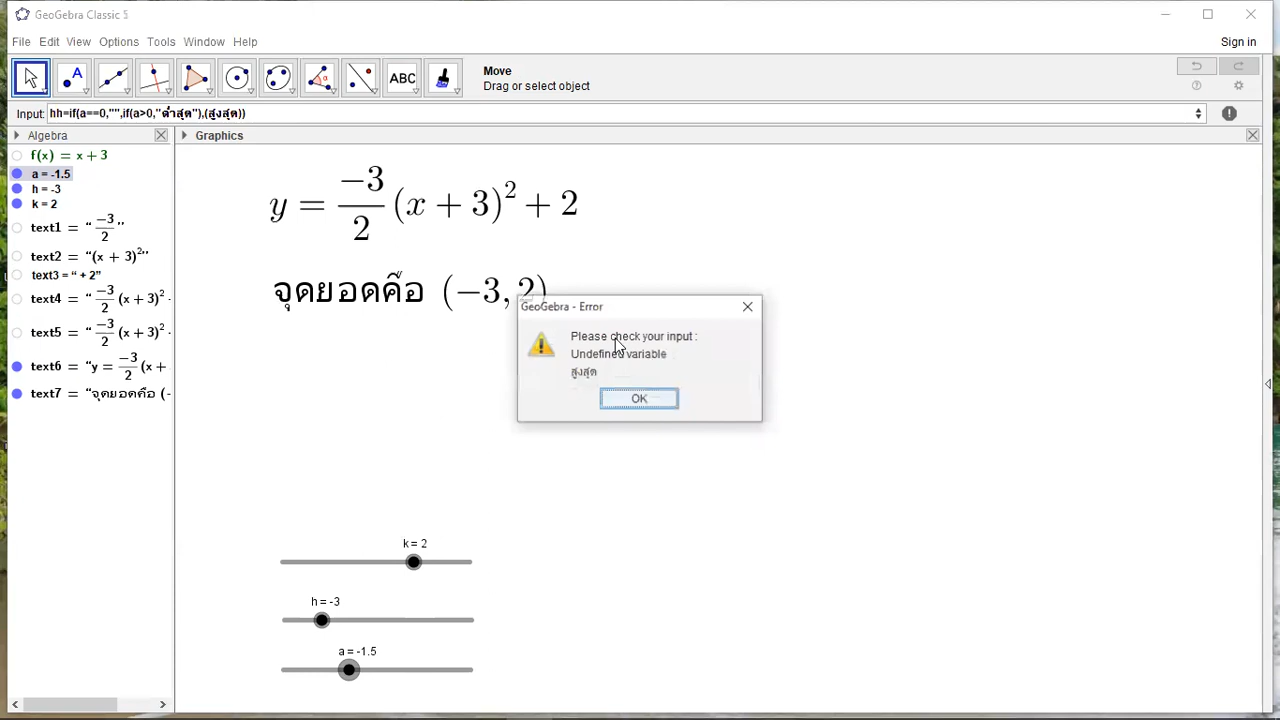 GeoGebra Classic 5
File Edit View Options Tools Window Help
Sign in
ABC
Move
Drag or select object
Input: hh=if(a==0,"",if(a>0,"ต่ำสุด"),(สูงสุด))
Algebra
Graphics
f(x) = x + 3
a = -1.5
h = -3
k = 2
text1 = “ −3/2 ”
text2 = “(x + 3)²”
text3 = “ + 2”
text4 = “ −3/2 (x + 3)² ·
text5 = “ −3/2 (x + 3)² ·
text6 = “y = −3/2 (x +
text7 = “จุดยอดคือ (−
y = −3/2 (x + 3)² + 2
จุดยอดคือ (−3, 2)
GeoGebra - Error
Please check your input :
Undefined variable
สูงสุด
OK
k = 2
h = -3
a = -1.5